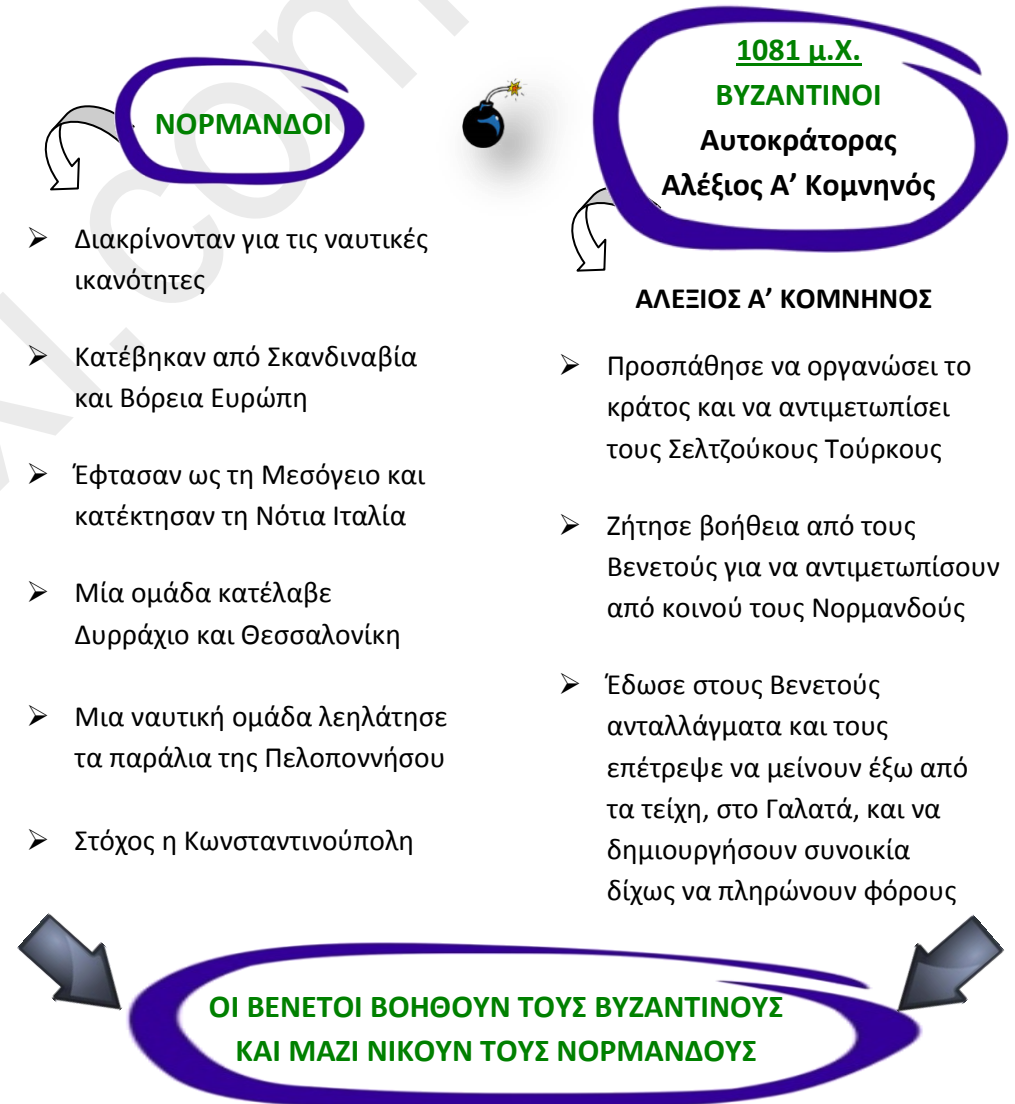 ΝΟΡΜΑΝΔΟΙ
➢ Διακρίνονταν για τις ναυτικές
ικανότητες
➢ Κατέβηκαν από Σκανδιναβία
και Βόρεια Ευρώπη
➢ Έφτασαν ως τη Μεσόγειο και
κατέκτησαν τη Νότια Ιταλία
➢ Μία ομάδα κατέλαβε
Δυρράχιο και Θεσσαλονίκη
➢ Μια ναυτική ομάδα λεηλάτησε
τα παράλια της Πελοποννήσου
➢ Στόχος η Κωνσταντινούπολη
1081 μ.Χ.
ΒΥΖΑΝΤΙΝΟΙ
Αυτοκράτορας
Αλέξιος Α’ Κομνηνός
ΑΛΕΞΙΟΣ Α’ ΚΟΜΝΗΝΟΣ
➢ Προσπάθησε να οργανώσει το
κράτος και να αντιμετωπίσει
τους Σελτζούκους Τούρκους
➢ Ζήτησε βοήθεια από τους
Βενετούς για να αντιμετωπίσουν
από κοινού τους Νορμανδούς
➢ Έδωσε στους Βενετούς
ανταλλάγματα και τους
επέτρεψε να μείνουν έξω από
τα τείχη, στο Γαλατά, και να
δημιουργήσουν συνοικία
δίχως να πληρώνουν φόρους
ΟΙ ΒΕΝΕΤΟΙ ΒΟΗΘΟΥΝ ΤΟΥΣ ΒΥΖΑΝΤΙΝΟΥΣ
ΚΑΙ ΜΑΖΙ ΝΙΚΟΥΝ ΤΟΥΣ ΝΟΡΜΑΝΔΟΥΣ